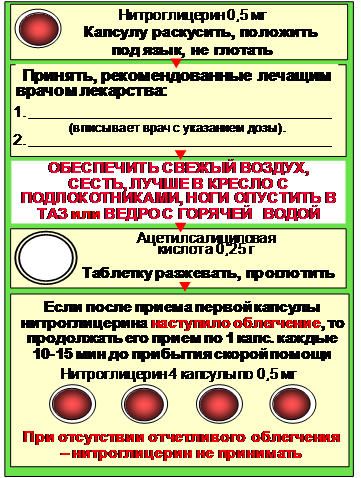 Нитроглицерин 0,5 мг
Капсулу раскусить, положить
под язык, не глотать
Принять, рекомендованные лечащим
врачом лекарства:
1.
(вписывает врач с указанием дозы).
2.
ОБЕСПЕЧИТЬ СВЕЖЫЙ ВОЗДУХ,
СЕСТЬ, ЛУЧШЕ В КРЕСЛО С
ПОДЛОКОТНИКАМИ, НОГИ ОПУСТИТЬ В
ТАЗ или ВЕДРО С ГОРЯЧЕЙ ВОДОЙ
Ацетилсалициловая
кислота 0,25 г
Таблетку разжевать, проглотить
Если после приема первой капсулы
нитроглицерина наступило облегчение, то
продолжать его прием по 1 капс. каждые
10-15 мин до прибытия скорой помощи
Нитроглицерин 4 капсулы по 0,5 мг
При отсутствии отчетливого облегчения
– нитроглицерин не принимать